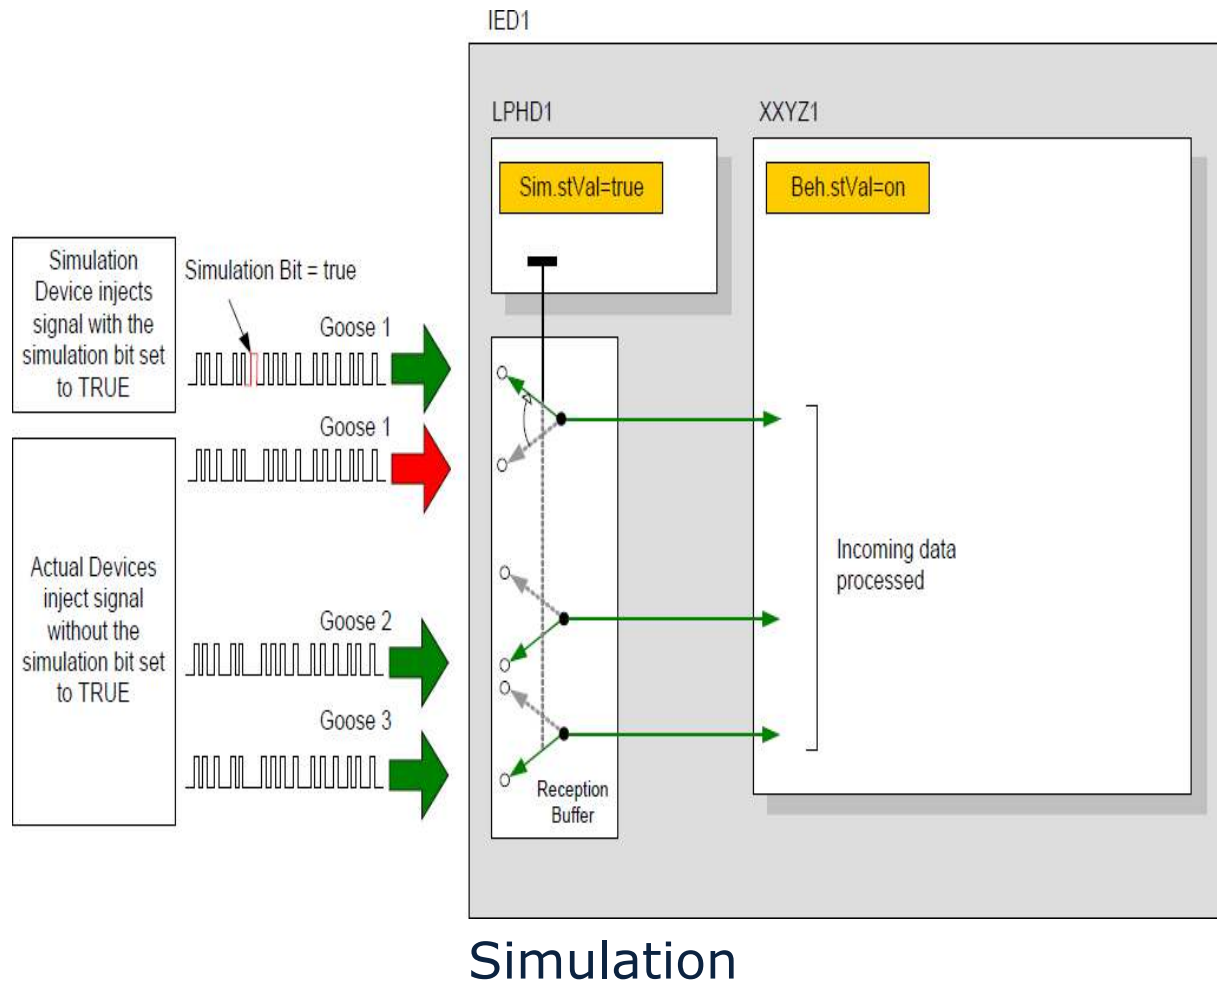 IED1
LPHD1
XXYZ1
Sim.stVal=true
Beh.stVal=on
Simulation
Device injects
signal with the
simulation bit set
to TRUE
Simulation Bit = true
Goose 1
Goose 1
Actual Devices
inject signal
without the
simulation bit set
to TRUE
Goose 2
Goose 3
Reception
Buffer
Incoming data
processed
Simulation